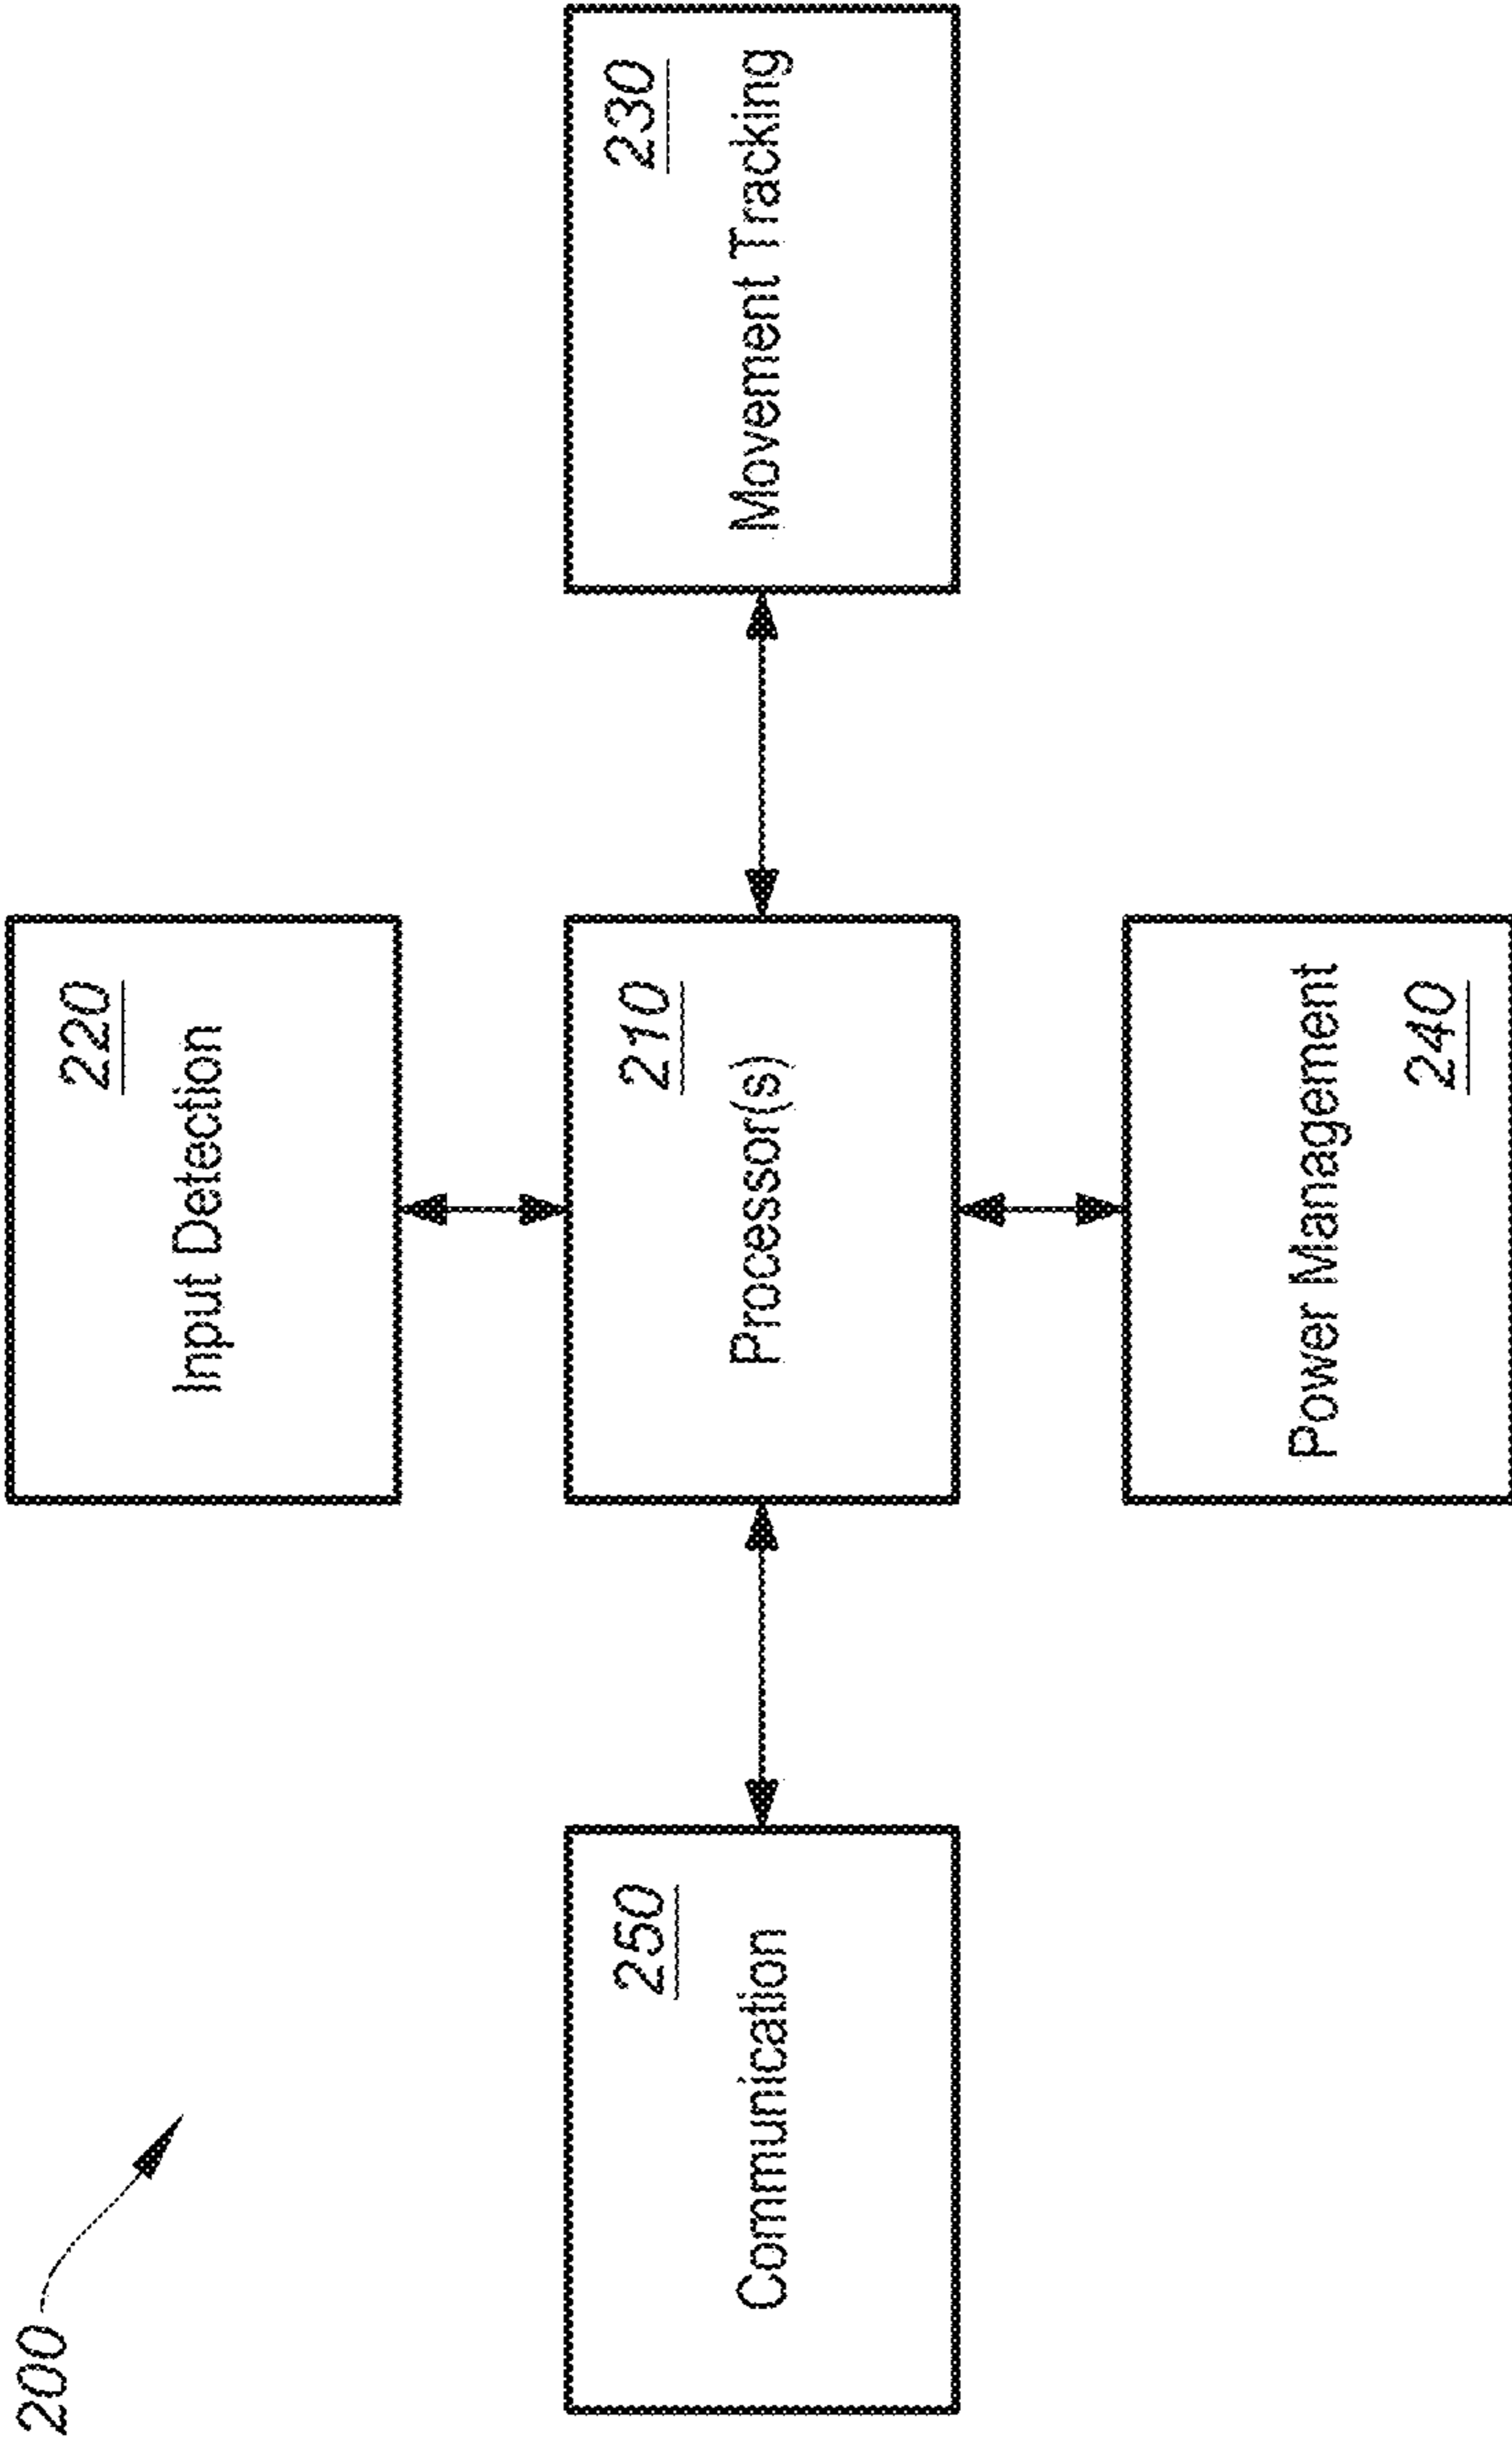 200
220
Input Detection
250
Communication
210
Processor(s)
230
Movement Tracking
Power Management
240